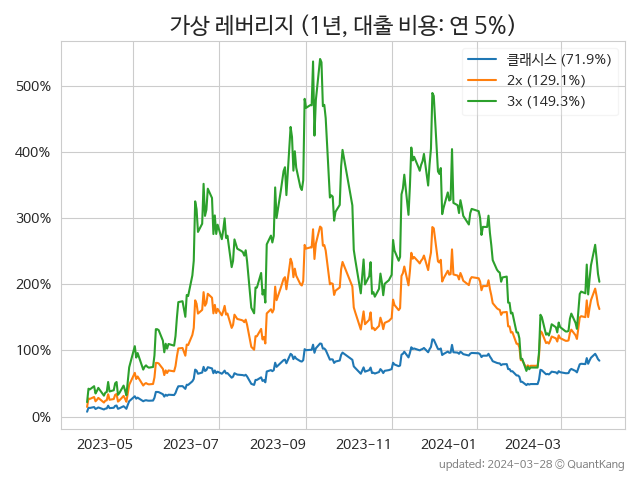 가상 레버리지 (1년, 대출 비용: 연 5%)
클래시스 (71.9%)
2x (129.1%)
3x (149.3%)
500%
400%
300%
200%
100%
0%
2023-05 2023-07 2023-09 2023-11 2024-01 2024-03
updated: 2024-03-28 © QuantKang